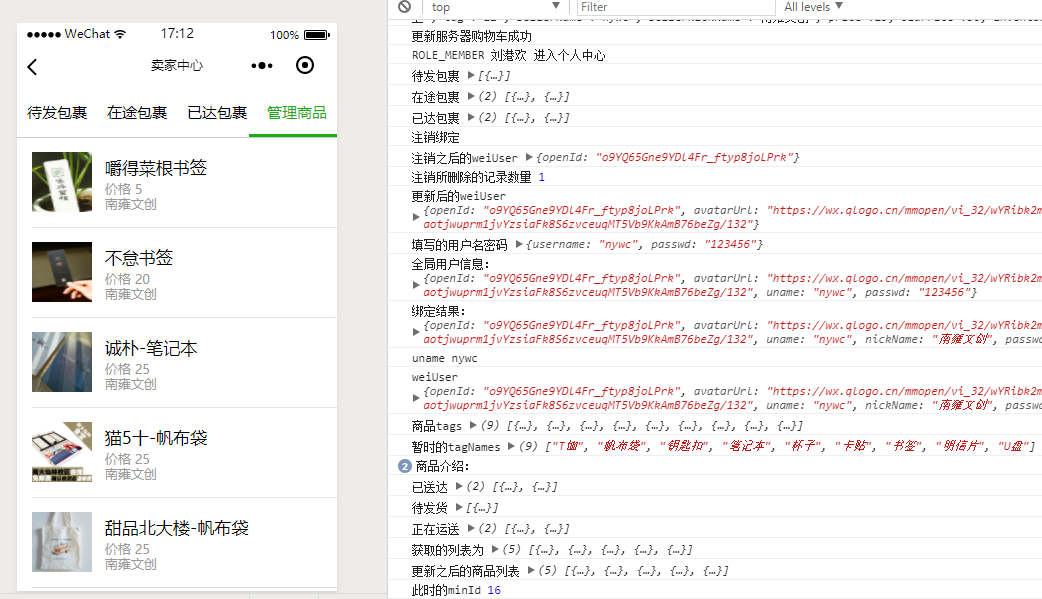 WeChat 17:12 100%
卖家中心
待发包裹 在途包裹 已达包裹 管理商品
嚼得菜根书签
价格 5
南雍文创
不怠书签
价格 20
南雍文创
诚朴-笔记本
价格 25
南雍文创
猫5十-帆布袋
价格 25
南雍文创
甜品北大楼-帆布袋
价格 25
南雍文创
top Filter All levels
更新服务器购物车成功
ROLE_MEMBER 刘港欢 进入个人中心
待发包裹 ▶[{…}]
在途包裹 ▶(2) [{…}, {…}]
已达包裹 ▶(2) [{…}, {…}]
注销绑定
注销之后的weiUser ▶{openId: "o9YQ65Gne9YDl4Fr_ftyp8joLPrk"}
注销所删除的记录数量 1
更新后的weiUser
▶{openId: "o9YQ65Gne9YDl4Fr_ftyp8joLPrk", avatarUrl: "https://wx.qlogo.cn/mmopen/vi_32/wYRibk2m
aotjwuprm1jvYzsiaFk8S6zvceuqMT5Vb9KkAmB76beZg/132"}
填写的用户名密码 ▶{username: "nywc", passwd: "123456"}
全局用户信息:
▶{openId: "o9YQ65Gne9YDl4Fr_ftyp8joLPrk", avatarUrl: "https://wx.qlogo.cn/mmopen/vi_32/wYRibk2m
aotjwuprm1jvYzsiaFk8S6zvceuqMT5Vb9KkAmB76beZg/132", uname: "nywc", passwd: "123456"}
绑定结果:
▶{openId: "o9YQ65Gne9YDl4Fr_ftyp8joLPrk", avatarUrl: "https://wx.qlogo.cn/mmopen/vi_32/wYRibk2m
aotjwuprm1jvYzsiaFk8S6zvceuqMT5Vb9KkAmB76beZg/132", uname: "nywc", nickName: "南雍文创", passwo
uname nywc
weiUser
▶{openId: "o9YQ65Gne9YDl4Fr_ftyp8joLPrk", avatarUrl: "https://wx.qlogo.cn/mmopen/vi_32/wYRibk2m
aotjwuprm1jvYzsiaFk8S6zvceuqMT5Vb9KkAmB76beZg/132", uname: "nywc", nickName: "南雍文创", passwo
商品tags ▶(9) [{…}, {…}, {…}, {…}, {…}, {…}, {…}, {…}, {…}]
暂时的tagNames ▶(9) ["T恤", "帆布袋", "钥匙扣", "笔记本", "杯子", "卡贴", "书签", "明信片", "U盘"]
2 商品介绍:
已送达 ▶(2) [{…}, {…}]
待发货 ▶[{…}]
正在运送 ▶(2) [{…}, {…}]
获取的列表为 ▶(5) [{…}, {…}, {…}, {…}, {…}]
更新之后的商品列表 ▶(5) [{…}, {…}, {…}, {…}, {…}]
此时的minId 16